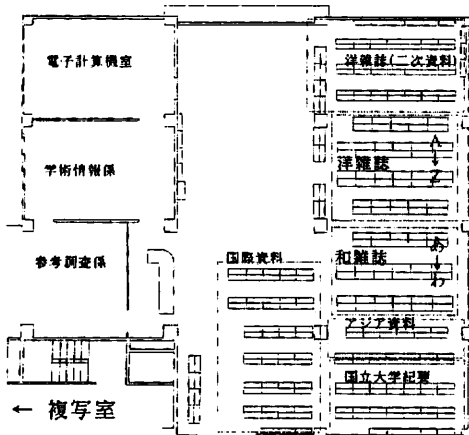 電子計算機室
学術情報係
参考調査係
← 複写室
国際資料
洋雑誌(二次資料)
洋雑誌
A
↓
Z
和雑誌
あ
↓
わ
アジア資料
国立大学紀要